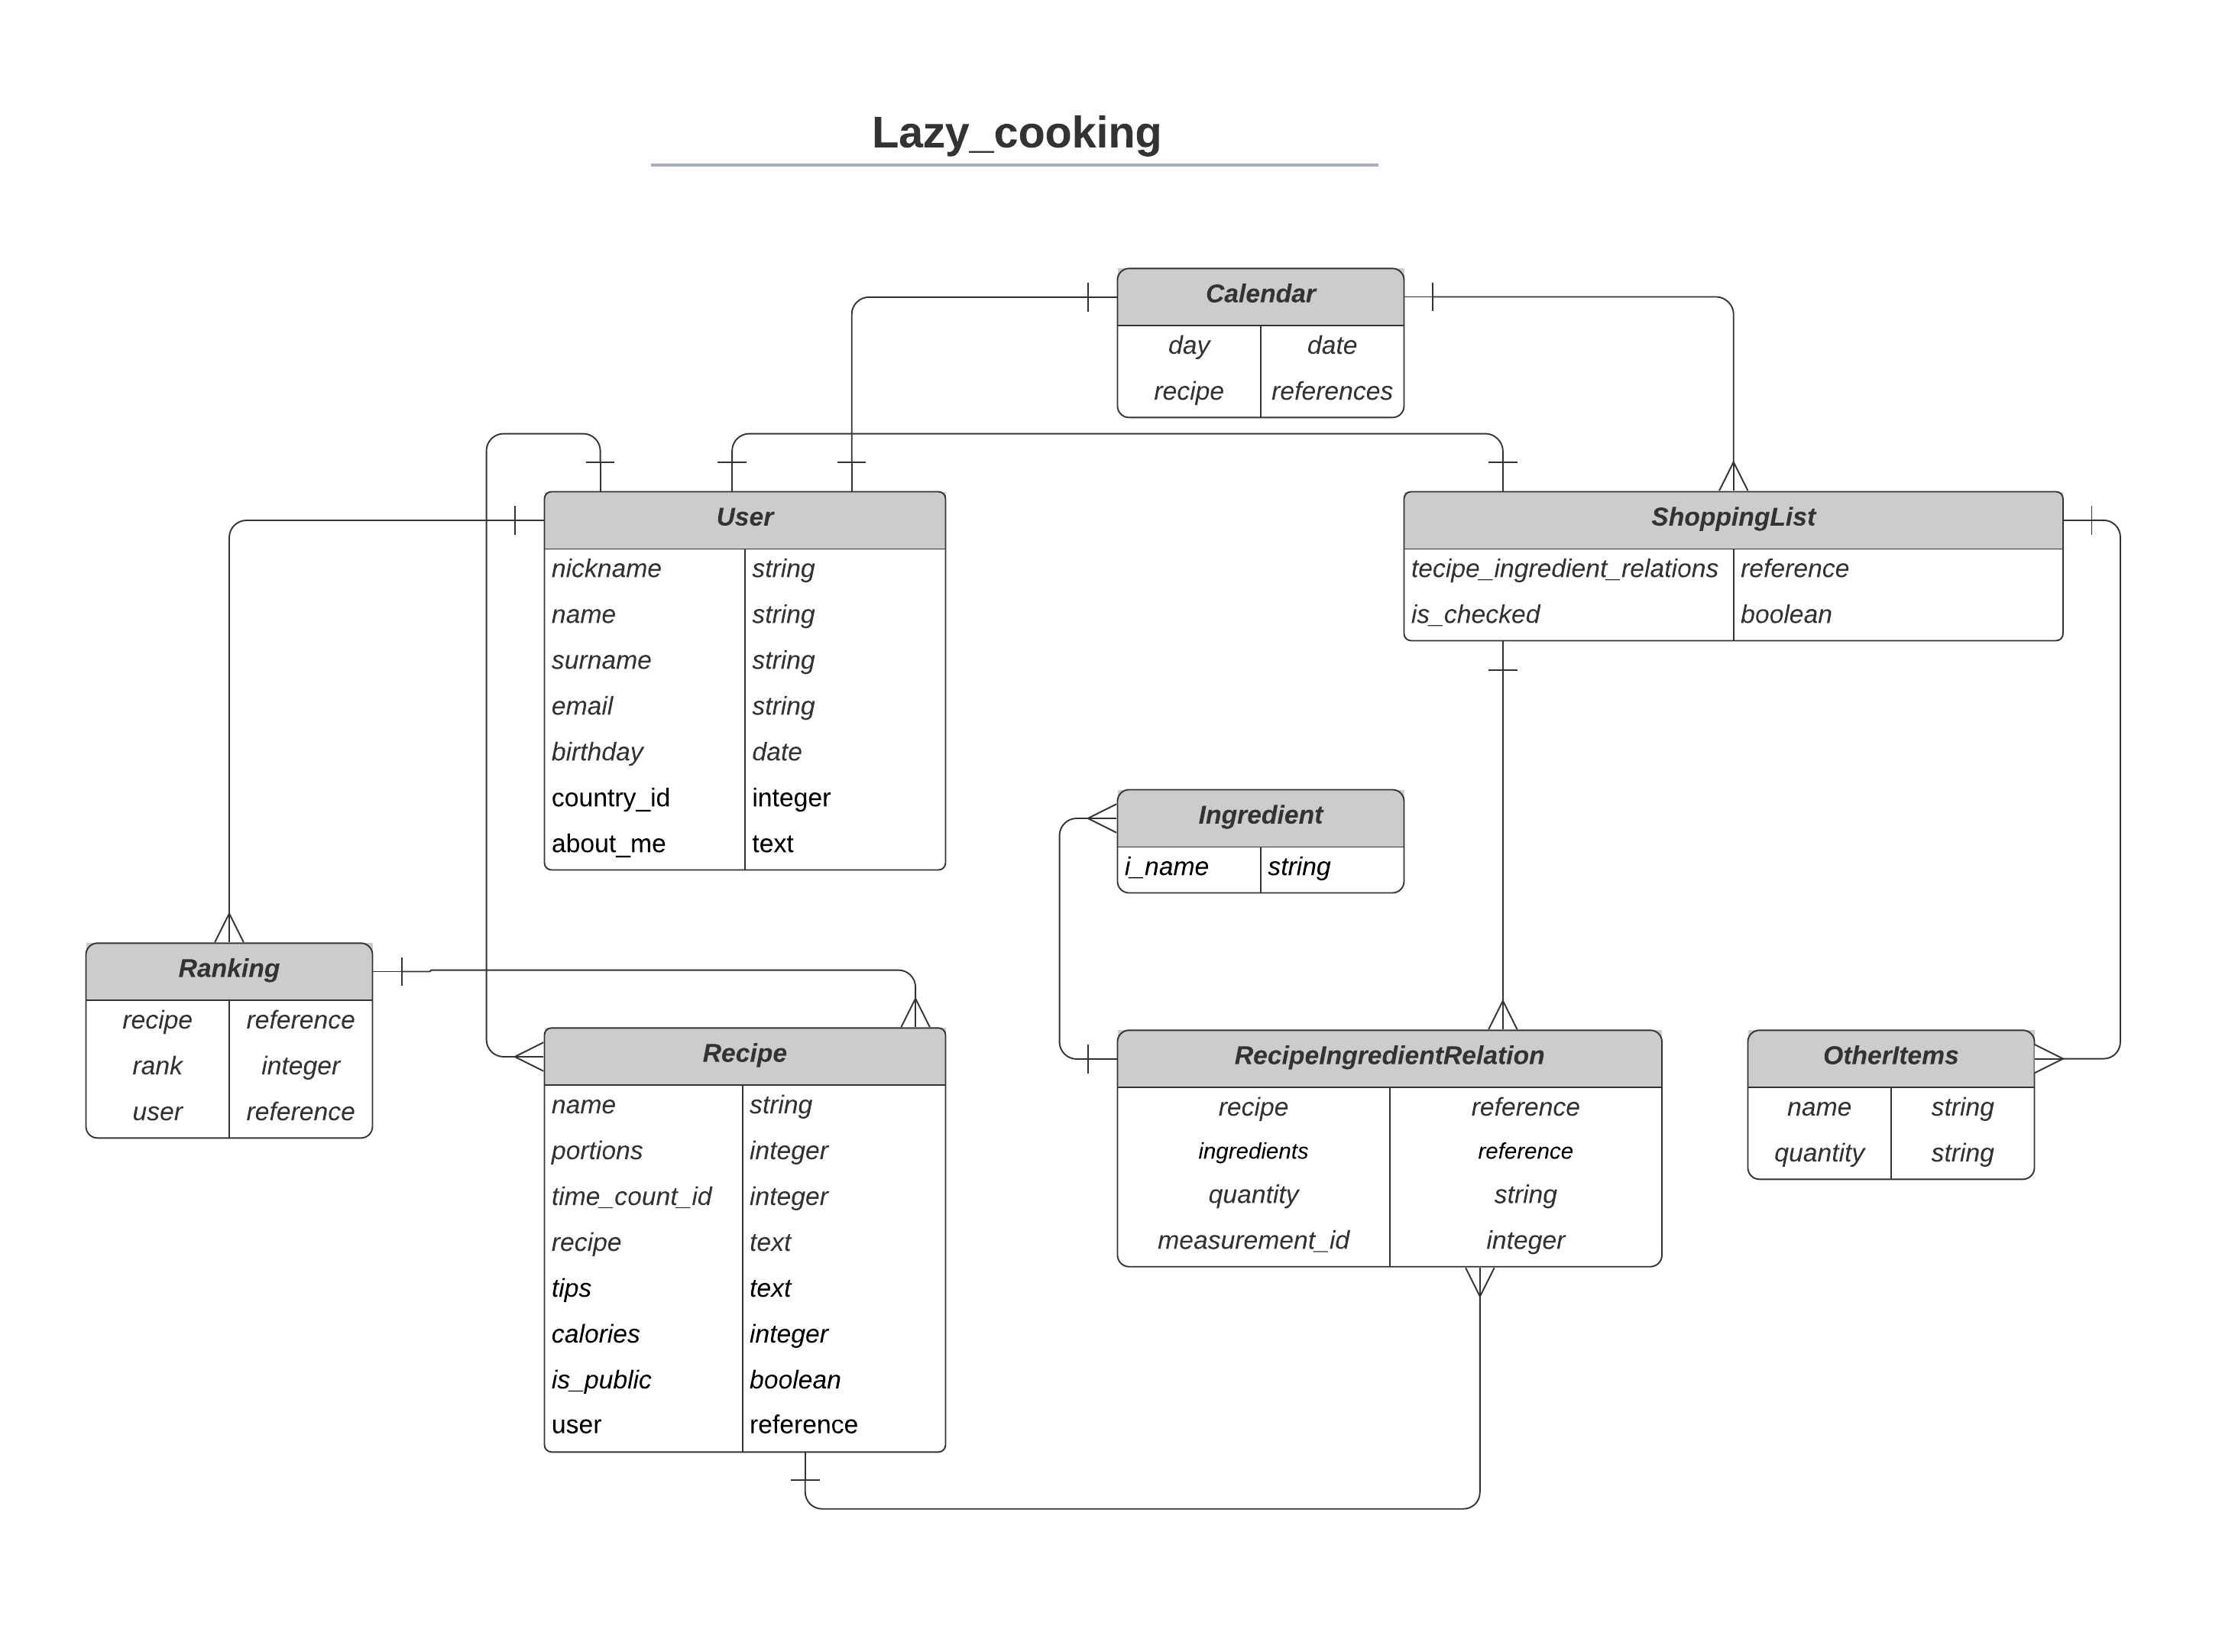 Lazy_cooking
Calendar
day date
recipe references
User
nickname string
name string
surname string
email string
birthday date
country_id integer
about_me text
ShoppingList
tecipe_ingredient_relations reference
is_checked boolean
Ingredient
i_name string
Ranking
recipe reference
rank integer
user reference
Recipe
name string
portions integer
time_count_id integer
recipe text
tips text
calories integer
is_public boolean
user reference
RecipeIngredientRelation
recipe reference
ingredients reference
quantity string
measurement_id integer
OtherItems
name string
quantity string